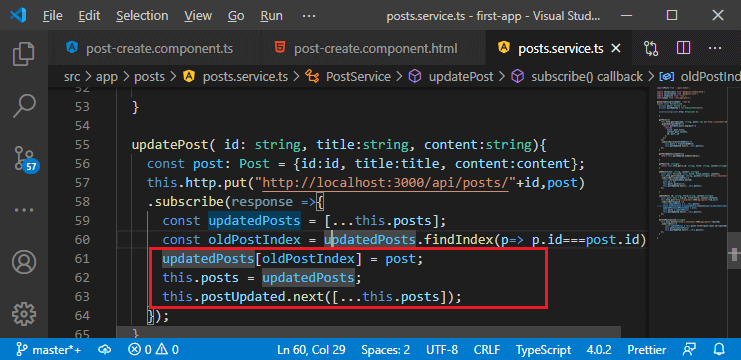 File Edit Selection View Go Run ··· posts.service.ts - first-app - Visual Stud...
post-create.component.ts post-create.component.html posts.service.ts
src > app > posts > posts.service.ts > PostService > updatePost > subscribe() callback > oldPostInd
52
53 }
54
55 updatePost( id: string, title:string, content:string){
56 const post: Post = {id:id, title:title, content:content};
57 this.http.put("http://localhost:3000/api/posts/"+id,post)
58 .subscribe(response =>{
59 const updatedPosts = [...this.posts];
60 const oldPostIndex = updatedPosts.findIndex(p=> p.id===post.id)
61 updatedPosts[oldPostIndex] = post;
62 this.posts = updatedPosts;
63 this.postUpdated.next([...this.posts]);
64 });
65 }
57
master*+ 0 0 Ln 60, Col 29 Spaces: 2 UTF-8 CRLF TypeScript 4.0.2 Prettier